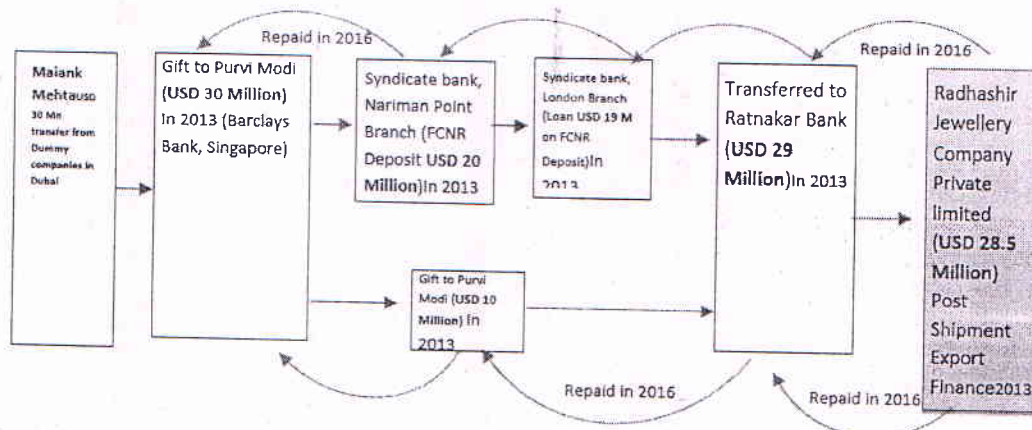 Repaid in 2016
Repaid in 2016
Maiank
Mehtauso
30 Mn
transfer from
Dummy
companies in
Dubai
Gift to Purvi Modi
(USD 30 Million)
In 2013 (Barclays
Bank, Singapore)
Syndicate bank,
Nariman Point
Branch (FCNR
Deposit USD 20
Million)In 2013
Syndicate bank,
London Branch
(Loan USD 19 M
on FCNR
Deposit)In
2013
Transferred to
Ratnakar Bank
(USD 29
Million)In 2013
Radhashir
Jewellery
Company
Private
limited
(USD 28.5
Million)
Post
Shipment
Export
Finance2013
Gift to Purvi
Modi (USD 10
Million) In
2013
Repaid in 2016
Repaid in 2016